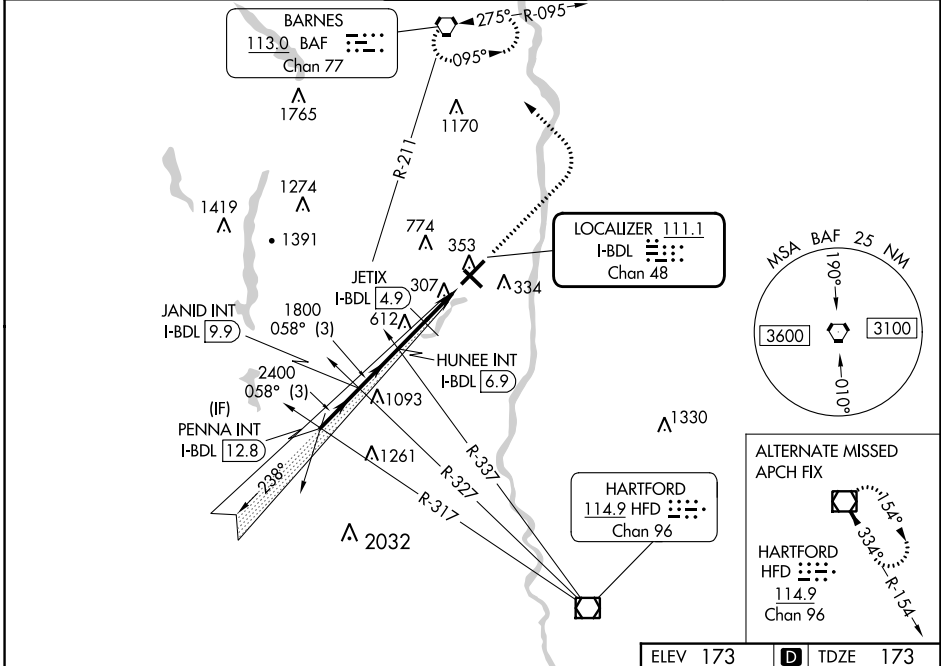 BARNES
113.0 BAF
Chan 77
275°
R-095
095°
1765
1170
R-211
1274
1419
1391
774
353
LOCALIZER 111.1
I-BDL
Chan 48
334
307
JETIX
I-BDL 4.9
612
JANID INT
I-BDL 9.9
1800
058° (3)
HUNEE INT
I-BDL 6.9
2400
058° (3)
1093
(IF)
PENNA INT
I-BDL 12.8
1261
1330
238°
R-337
R-327
R-317
2032
HARTFORD
114.9 HFD
Chan 96
MSA BAF 25 NM
190°
3600
3100
010°
ALTERNATE MISSED
APCH FIX
154°
334°
R-154
HARTFORD
HFD
114.9
Chan 96
ELEV 173 D TDZE 173